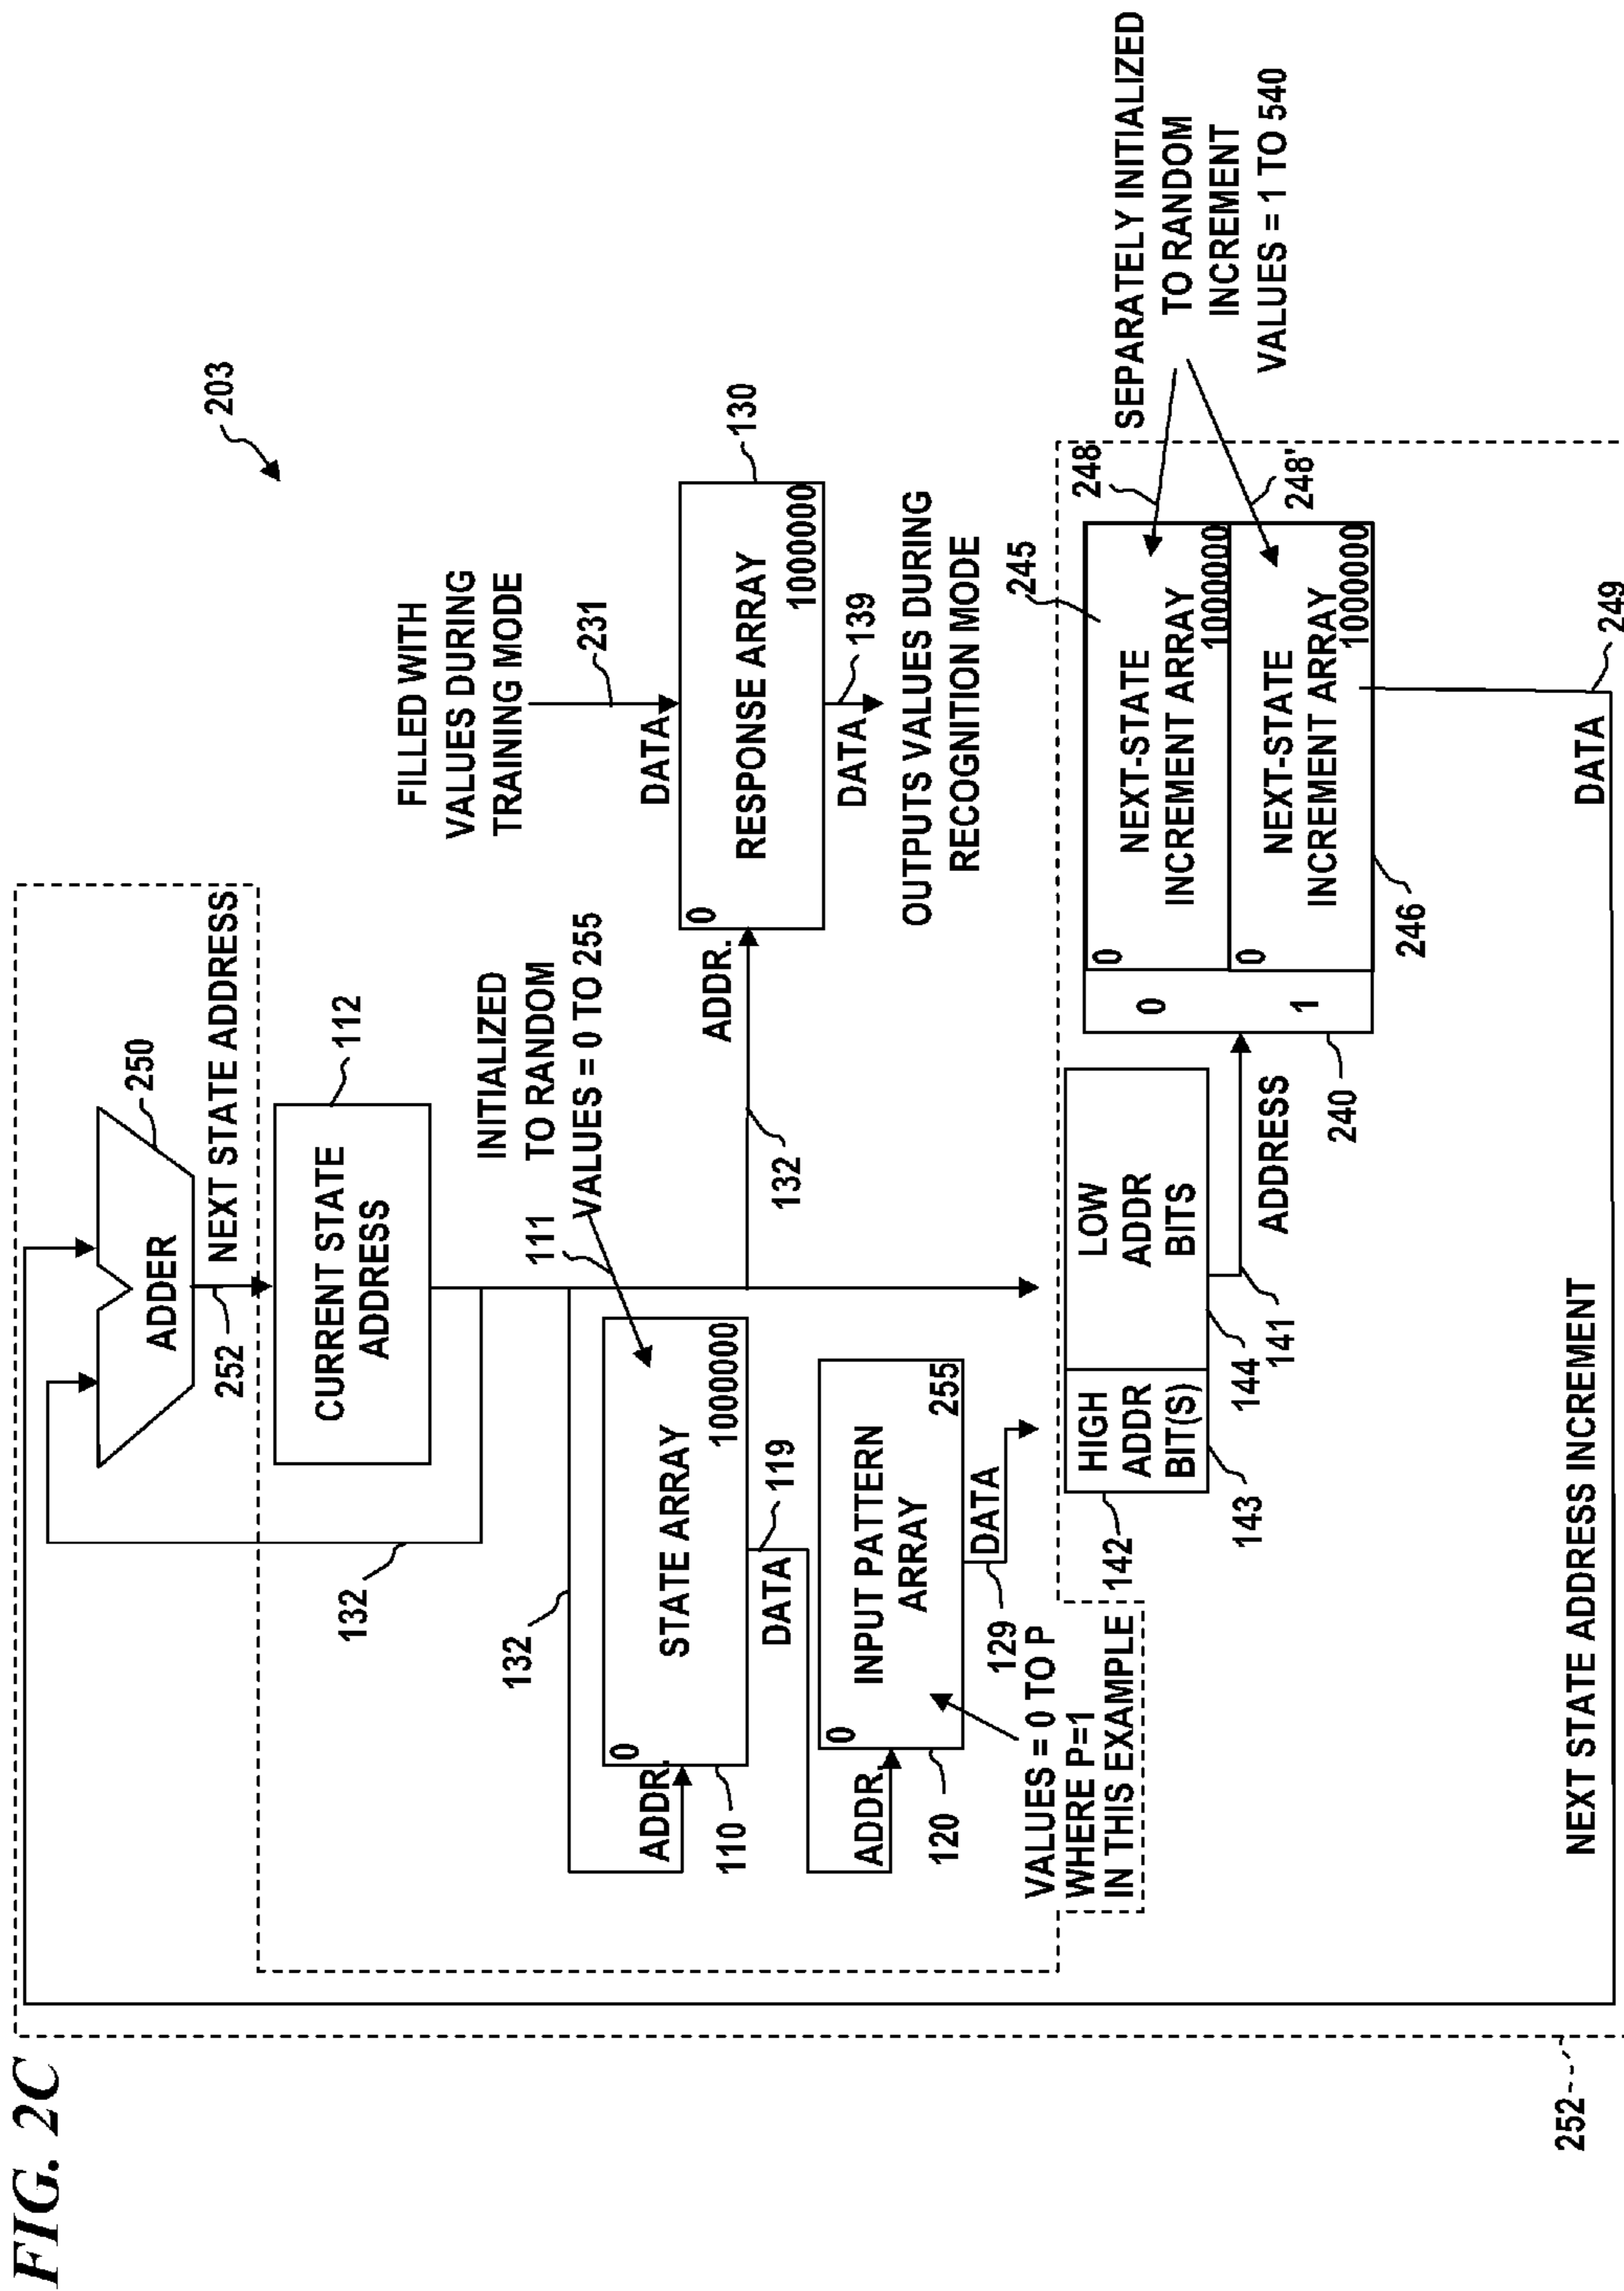 FIG. 2C
203
ADDER
250
252
NEXT STATE ADDRESS
CURRENT STATE
ADDRESS
112
132
INITIALIZED
TO RANDOM
VALUES = 0 TO 255
111
132
ADDR.
0
STATE ARRAY
1000000
110
DATA
119
ADDR.
0
INPUT PATTERN
ARRAY
255
120
DATA
129
VALUES = 0 TO P
WHERE P=1
IN THIS EXAMPLE
132
FILLED WITH
VALUES DURING
TRAINING MODE
231
DATA
ADDR.
0
RESPONSE ARRAY
1000000
130
DATA
139
OUTPUTS VALUES DURING
RECOGNITION MODE
142
HIGH
ADDR
BIT(S)
143
LOW
ADDR
BITS
144
141
ADDRESS
240
0
1
0
NEXT-STATE
INCREMENT ARRAY
1000000
245
248
0
NEXT-STATE
INCREMENT ARRAY
1000000
246
248'
SEPARATELY INITIALIZED
TO RANDOM
INCREMENT
VALUES = 1 TO 540
DATA
249
NEXT STATE ADDRESS INCREMENT
252